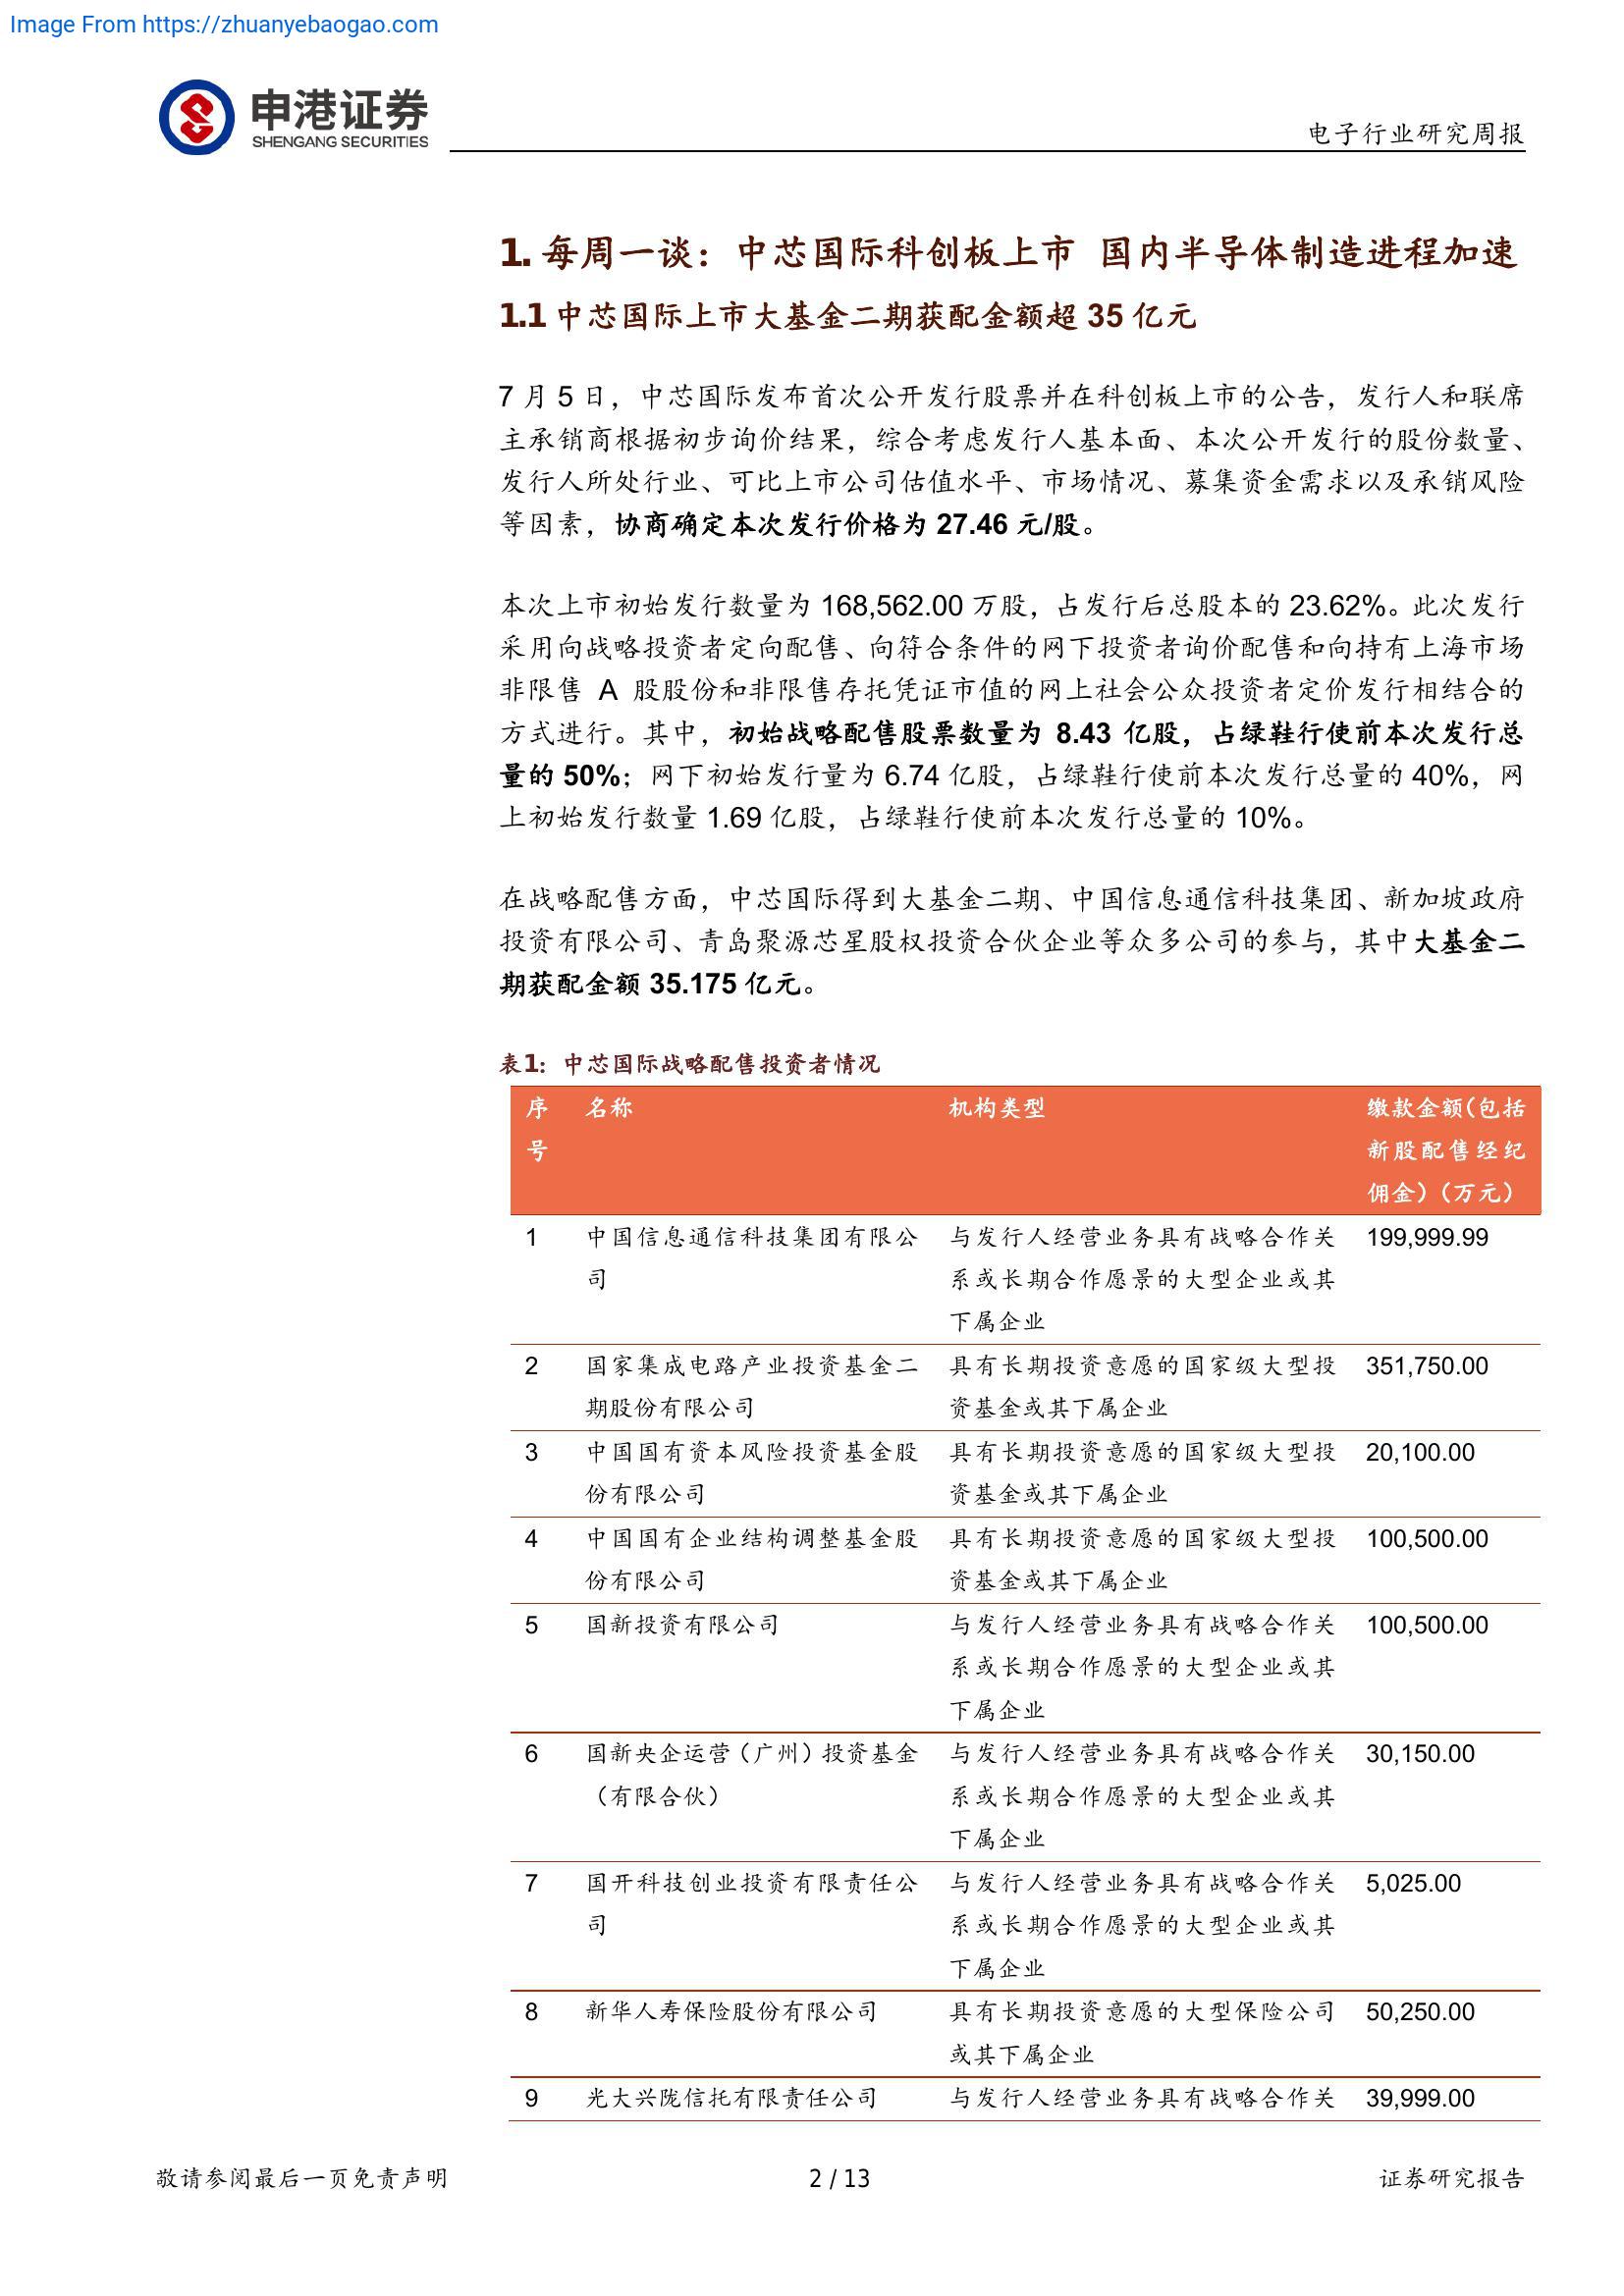 Image From https://zhuanyebaogao.com
申港证券
SHENGANG SECURITIES
电子行业研究周报
1. 每周一谈：中芯国际科创板上市 国内半导体制造进程加速
1.1 中芯国际上市大基金二期获配金额超 35 亿元
7 月 5 日，中芯国际发布首次公开发行股票并在科创板上市的公告，发行人和联席
主承销商根据初步询价结果，综合考虑发行人基本面、本次公开发行的股份数量、
发行人所处行业、可比上市公司估值水平、市场情况、募集资金需求以及承销风险
等因素，协商确定本次发行价格为 27.46 元/股。
本次上市初始发行数量为 168,562.00 万股，占发行后总股本的 23.62%。此次发行
采用向战略投资者定向配售、向符合条件的网下投资者询价配售和向持有上海市场
非限售 A 股股份和非限售存托凭证市值的网上社会公众投资者定价发行相结合的
方式进行。其中，初始战略配售股票数量为 8.43 亿股，占绿鞋行使前本次发行总
量的 50%；网下初始发行量为 6.74 亿股，占绿鞋行使前本次发行总量的 40%，网
上初始发行数量 1.69 亿股，占绿鞋行使前本次发行总量的 10%。
在战略配售方面，中芯国际得到大基金二期、中国信息通信科技集团、新加坡政府
投资有限公司、青岛聚源芯星股权投资合伙企业等众多公司的参与，其中大基金二
期获配金额 35.175 亿元。
表1：中芯国际战略配售投资者情况
序 名称 机构类型 缴款金额（包括
号 新股配售经纪
佣金）（万元）
1 中国信息通信科技集团有限公 与发行人经营业务具有战略合作关 199,999.99
司 系或长期合作愿景的大型企业或其
下属企业
2 国家集成电路产业投资基金二 具有长期投资意愿的国家级大型投 351,750.00
期股份有限公司 资基金或其下属企业
3 中国国有资本风险投资基金股 具有长期投资意愿的国家级大型投 20,100.00
份有限公司 资基金或其下属企业
4 中国国有企业结构调整基金股 具有长期投资意愿的国家级大型投 100,500.00
份有限公司 资基金或其下属企业
5 国新投资有限公司 与发行人经营业务具有战略合作关 100,500.00
系或长期合作愿景的大型企业或其
下属企业
6 国新央企运营（广州）投资基金 与发行人经营业务具有战略合作关 30,150.00
（有限合伙） 系或长期合作愿景的大型企业或其
下属企业
7 国开科技创业投资有限责任公 与发行人经营业务具有战略合作关 5,025.00
司 系或长期合作愿景的大型企业或其
下属企业
8 新华人寿保险股份有限公司 具有长期投资意愿的大型保险公司 50,250.00
或其下属企业
9 光大兴陇信托有限责任公司 与发行人经营业务具有战略合作关 39,999.00
敬请参阅最后一页免责声明 2 / 13 证券研究报告